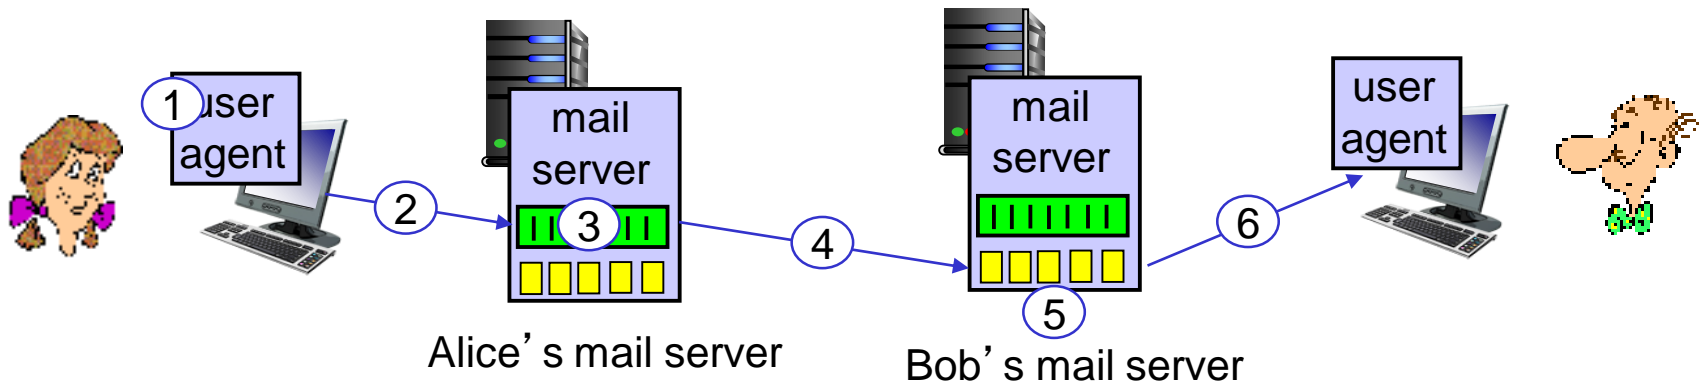 1 user
agent
2
mail
server
3
Alice’s mail server
4
mail
server
5
Bob’s mail server
6
user
agent